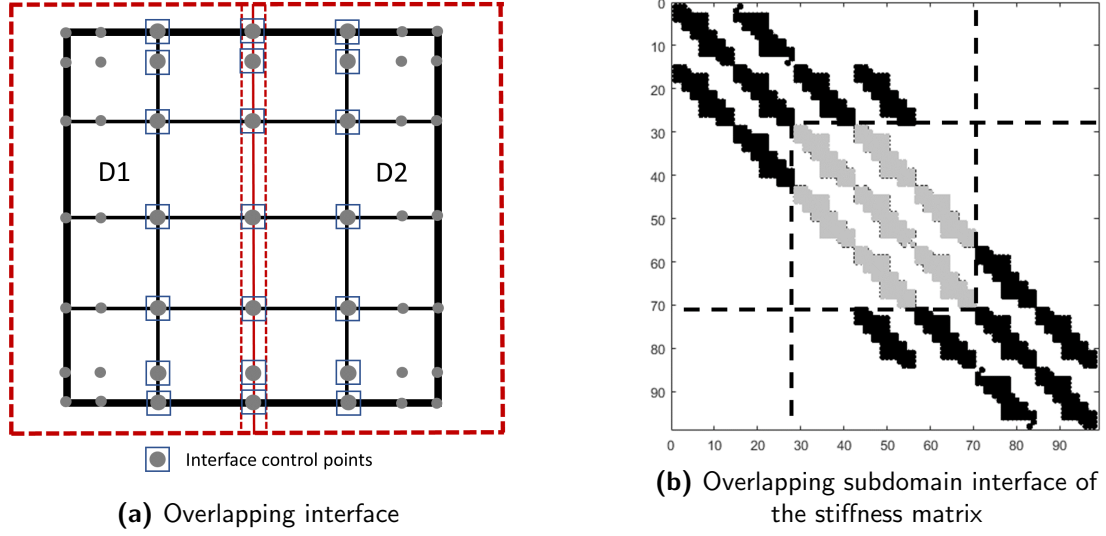 D1
D2
Interface control points
(a) Overlapping interface
0
10
20
30
40
50
60
70
80
90
0 10 20 30 40 50 60 70 80 90
(b) Overlapping subdomain interface of
the stiffness matrix